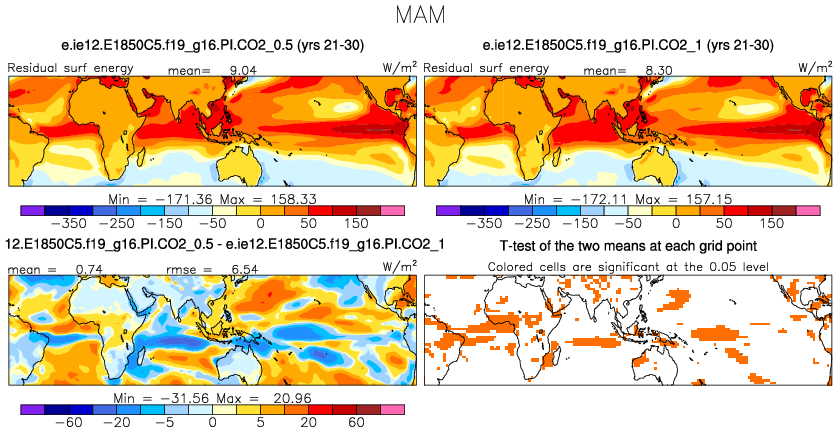 MAM
e.ie12.E1850C5.f19_g16.PI.CO2_0.5 (yrs 21-30)
e.ie12.E1850C5.f19_g16.PI.CO2_1 (yrs 21-30)
Residual surf energy mean= 9.04 W/m²
Residual surf energy mean= 8.30 W/m²
Min = −171.36 Max = 158.33
Min = −172.11 Max = 157.15
−350 −250 −150 −50 0 50 150
−350 −250 −150 −50 0 50 150
12.E1850C5.f19_g16.PI.CO2_0.5 - e.ie12.E1850C5.f19_g16.PI.CO2_1
T-test of the two means at each grid point
mean = 0.74 rmse = 6.54 W/m²
Colored cells are significant at the 0.05 level
Min = −31.56 Max = 20.96
−60 −20 −5 0 5 20 60